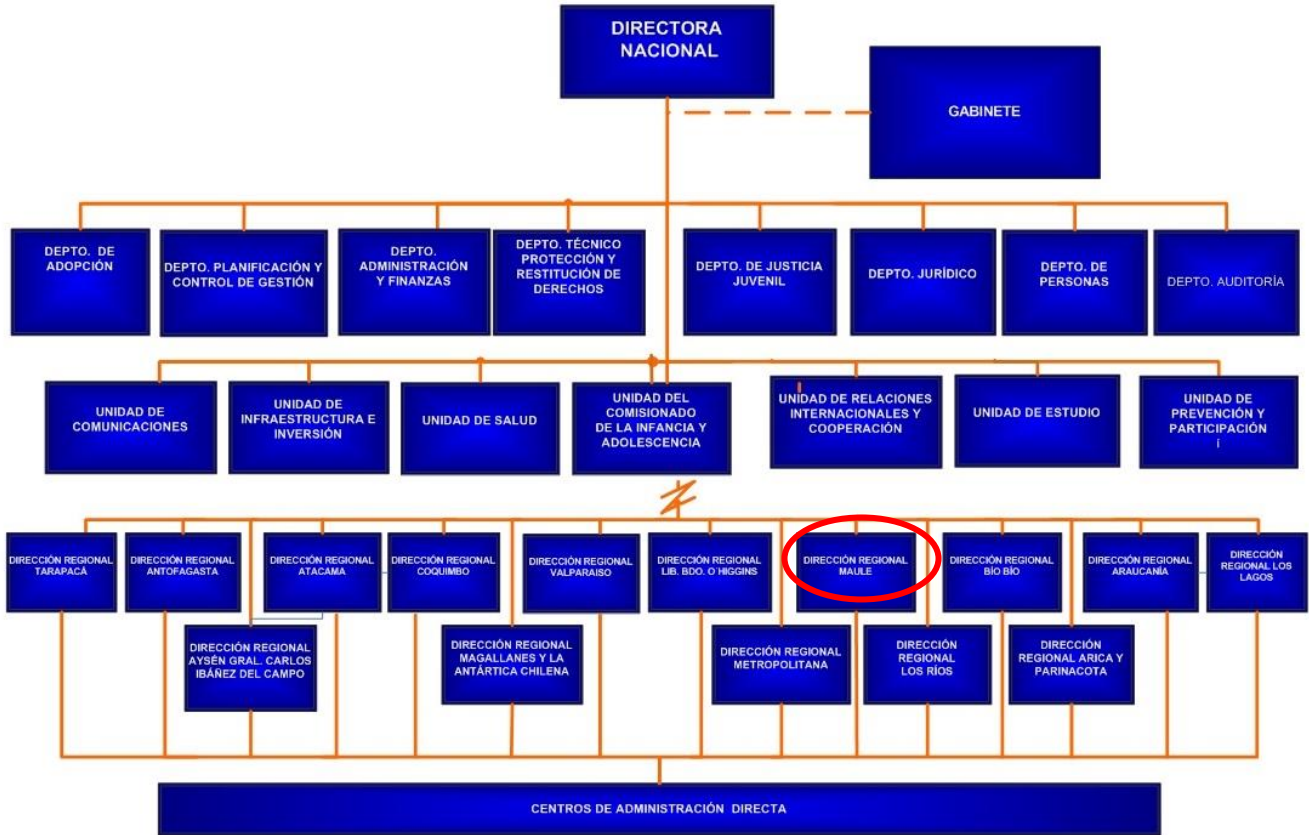 DIRECTORA
NACIONAL
GABINETE
DEPTO. DE
ADOPCIÓN
DEPTO. PLANIFICACIÓN Y
CONTROL DE GESTIÓN
DEPTO.
ADMINISTRACIÓN
Y FINANZAS
DEPTO. TÉCNICO
PROTECCIÓN Y
RESTITUCIÓN DE
DERECHOS
DEPTO. DE JUSTICIA
JUVENIL
DEPTO. JURÍDICO
DEPTO. DE
PERSONAS
DEPTO. AUDITORÍA
UNIDAD DE
COMUNICACIONES
UNIDAD DE
INFRAESTRUCTURA E
INVERSIÓN
UNIDAD DE SALUD
UNIDAD DEL
COMISIONADO
DE LA INFANCIA Y
ADOLESCENCIA
UNIDAD DE RELACIONES
INTERNACIONALES Y
COOPERACIÓN
UNIDAD DE ESTUDIO
UNIDAD DE
PREVENCIÓN Y
PARTICIPACIÓN
i
DIRECCIÓN REGIONAL
TARAPACÁ
DIRECCIÓN REGIONAL
ANTOFAGASTA
DIRECCIÓN REGIONAL
ATACAMA
DIRECCIÓN REGIONAL
COQUIMBO
DIRECCIÓN REGIONAL
VALPARAISO
DIRECCIÓN REGIONAL
LIB. BDO. O'HIGGINS
DIRECCIÓN REGIONAL
MAULE
DIRECCIÓN REGIONAL
BÍO BÍO
DIRECCIÓN REGIONAL
ARAUCANÍA
DIRECCIÓN
REGIONAL LOS
LAGOS
DIRECCIÓN REGIONAL
AYSÉN GRAL. CARLOS
IBÁÑEZ DEL CAMPO
DIRECCIÓN REGIONAL
MAGALLANES Y LA
ANTÁRTICA CHILENA
DIRECCIÓN REGIONAL
METROPOLITANA
DIRECCIÓN
REGIONAL
LOS RÍOS
DIRECCIÓN
REGIONAL ARICA Y
PARINACOTA
CENTROS DE ADMINISTRACIÓN DIRECTA